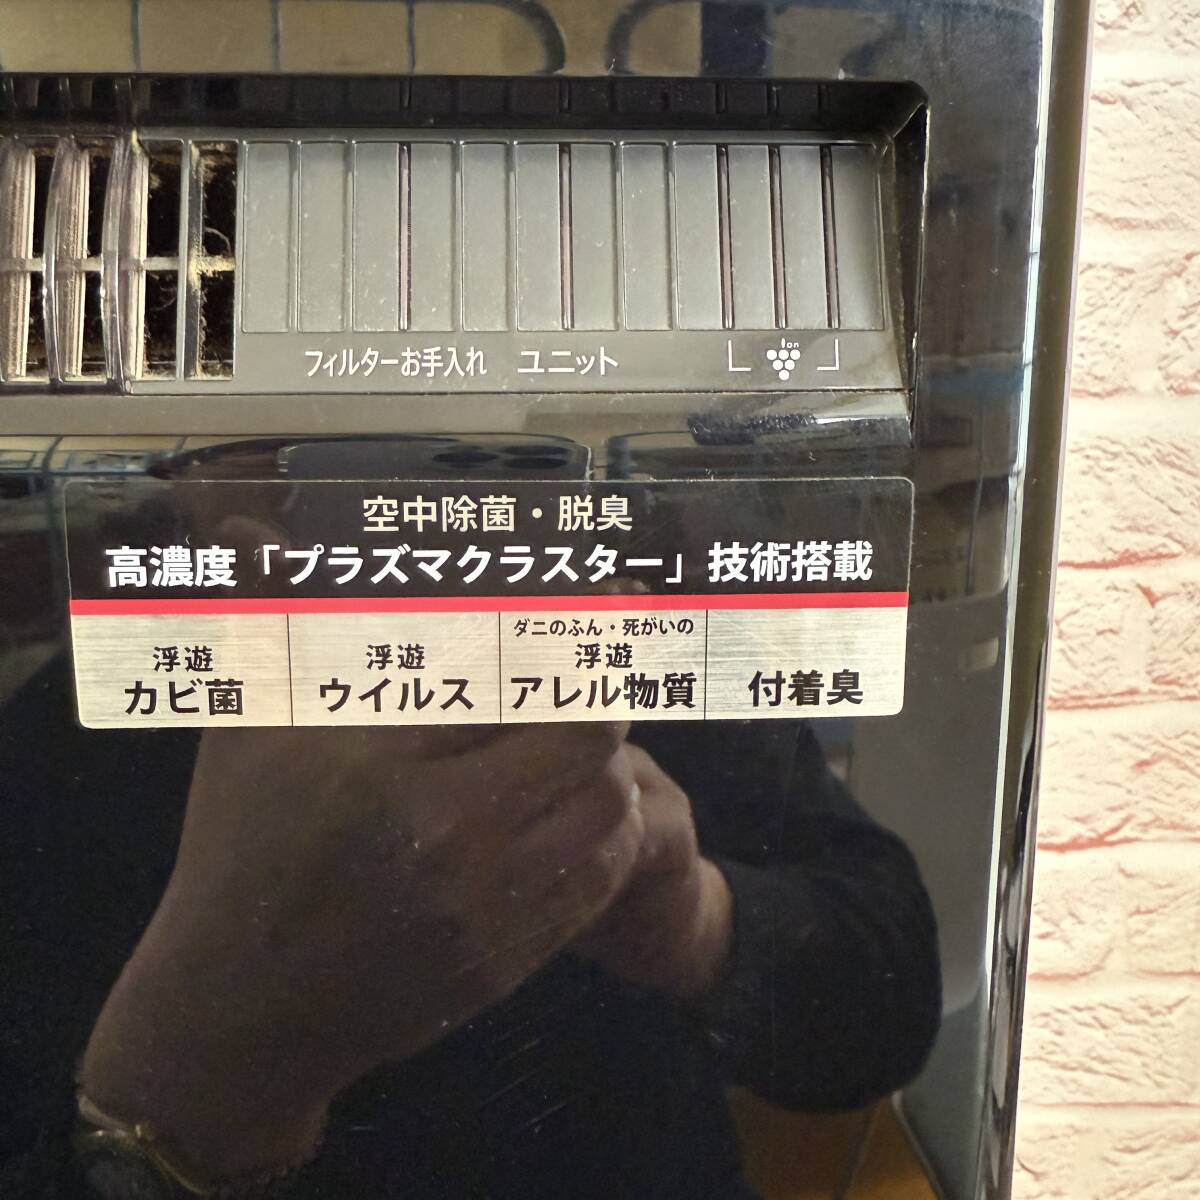 フィルターお手入れ ユニット
ion
空中除菌・脱臭
高濃度「プラズマクラスター」技術搭載
浮遊
カビ菌
浮遊
ウイルス
ダニのふん・死がいの
浮遊
アレル物質
付着臭